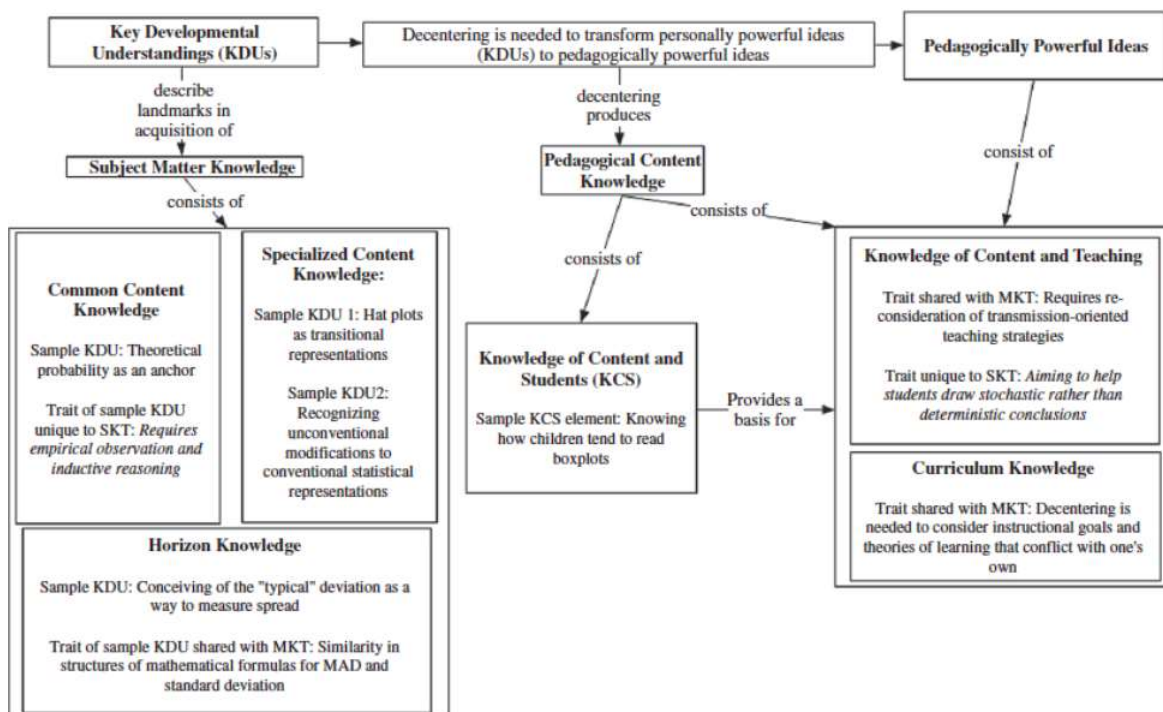 Key Developmental
Understandings (KDUs)
Decentering is needed to transform personally powerful ideas
(KDUs) to pedagogically powerful ideas
Pedagogically Powerful Ideas
describe
landmarks in
acquisition of
decentering
produces
consist of
Subject Matter Knowledge
Pedagogical Content
Knowledge
consists of
consists of
consists of
Common Content
Knowledge
Sample KDU: Theoretical
probability as an anchor
Trait of sample KDU
unique to SKT: Requires
empirical observation and
inductive reasoning
Specialized Content
Knowledge:
Sample KDU 1: Hat plots
as transitional
representations
Sample KDU2:
Recognizing
unconventional
modifications to
conventional statistical
representations
Horizon Knowledge
Sample KDU: Conceiving of the "typical" deviation as a
way to measure spread
Trait of sample KDU shared with MKT: Similarity in
structures of mathematical formulas for MAD and
standard deviation
Knowledge of Content and
Students (KCS)
Sample KCS element: Knowing
how children tend to read
boxplots
Provides a
basis for
Knowledge of Content and Teaching
Trait shared with MKT: Requires re-
consideration of transmission-oriented
teaching strategies
Trait unique to SKT: Aiming to help
students draw stochastic rather than
deterministic conclusions
Curriculum Knowledge
Trait shared with MKT: Decentering is
needed to consider instructional goals and
theories of learning that conflict with one's
own